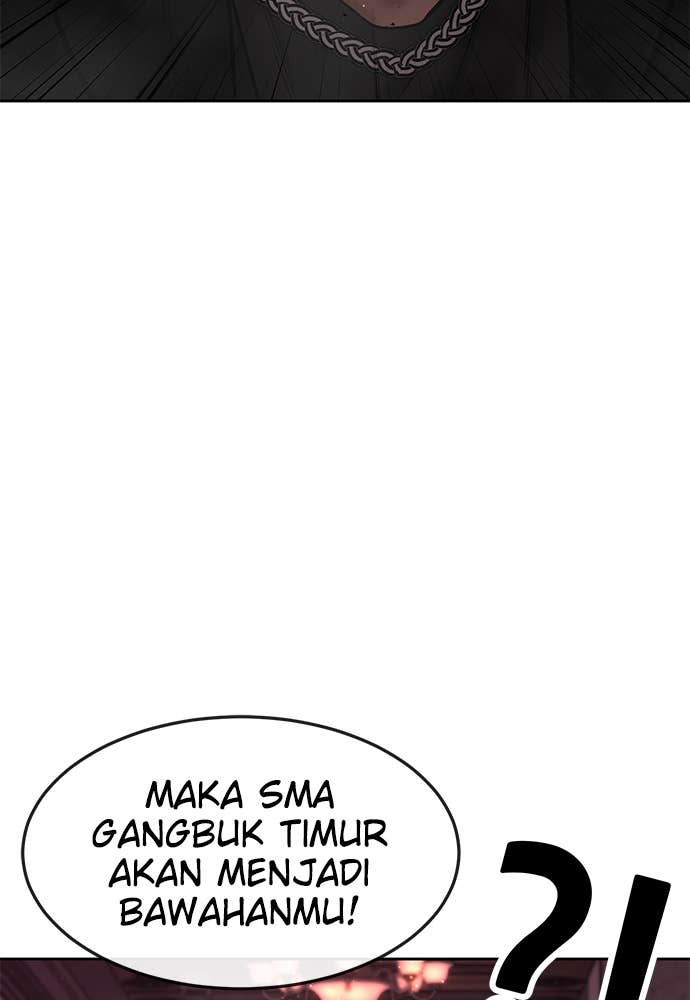 MAKA SMA
GANGBUK TIMUR
AKAN MENJADI
BAWAHANMU!
?!